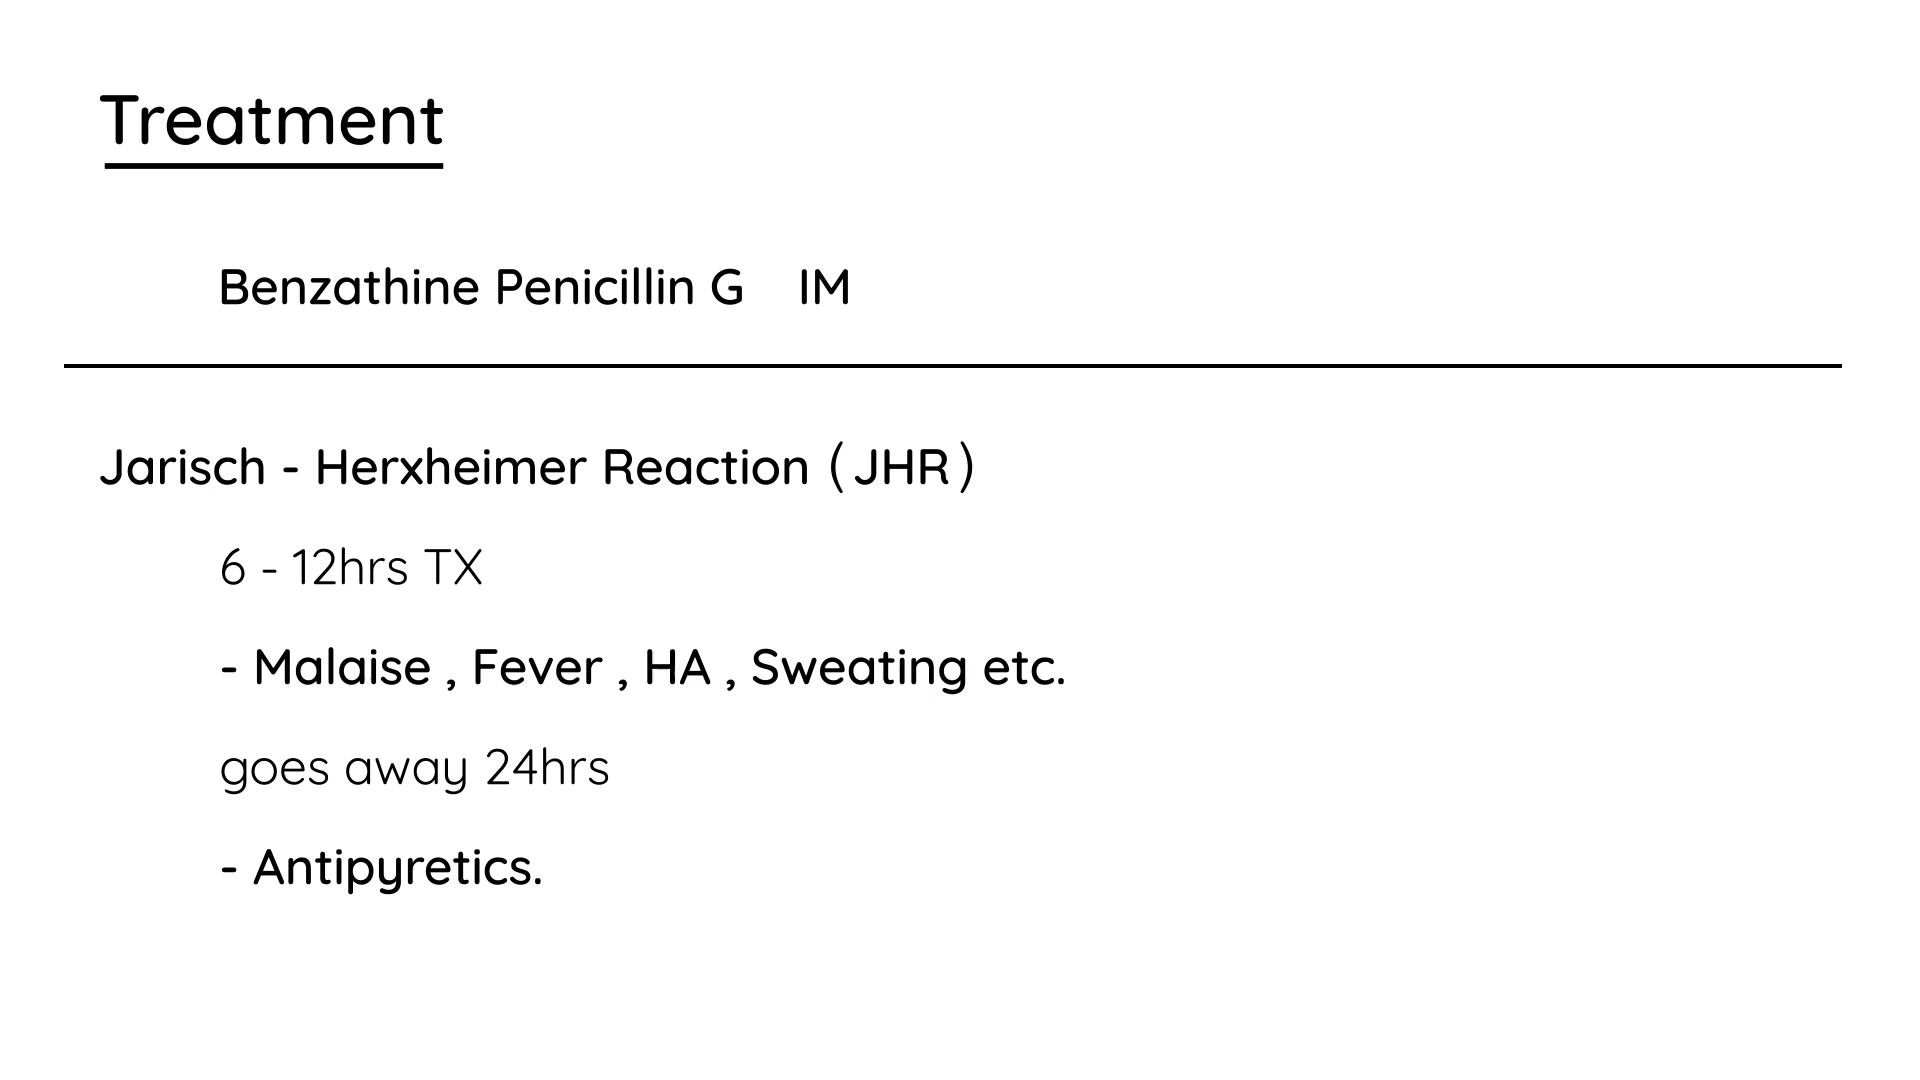 Treatment
Benzathine Penicillin G IM
Jarisch - Herxheimer Reaction (JHR)
6 - 12hrs TX
- Malaise , Fever , HA , Sweating etc.
goes away 24hrs
- Antipyretics.